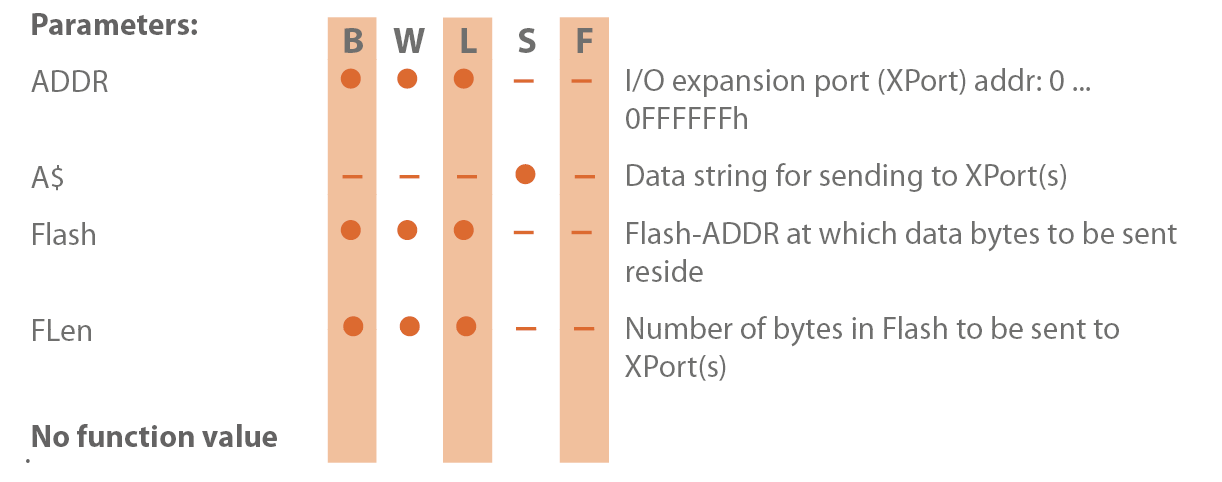 Parameters:
B W L S F
ADDR ● ● ● – – I/O expansion port (XPort) addr: 0 ...
0FFFFFFh
A$ – – – ● – Data string for sending to XPort(s)
Flash ● ● ● – – Flash-ADDR at which data bytes to be sent
reside
FLen ● ● ● – – Number of bytes in Flash to be sent to
XPort(s)
No function value
.